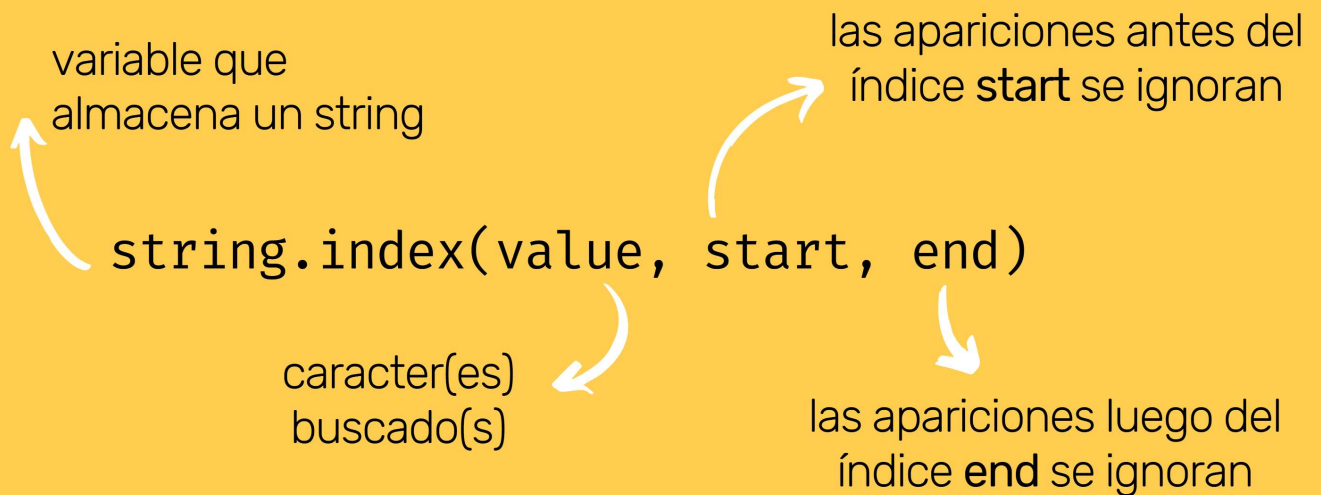 variable que
almacena un string
las apariciones antes del
índice start se ignoran
string.index(value, start, end)
caracter(es)
buscado(s)
las apariciones luego del
índice end se ignoran